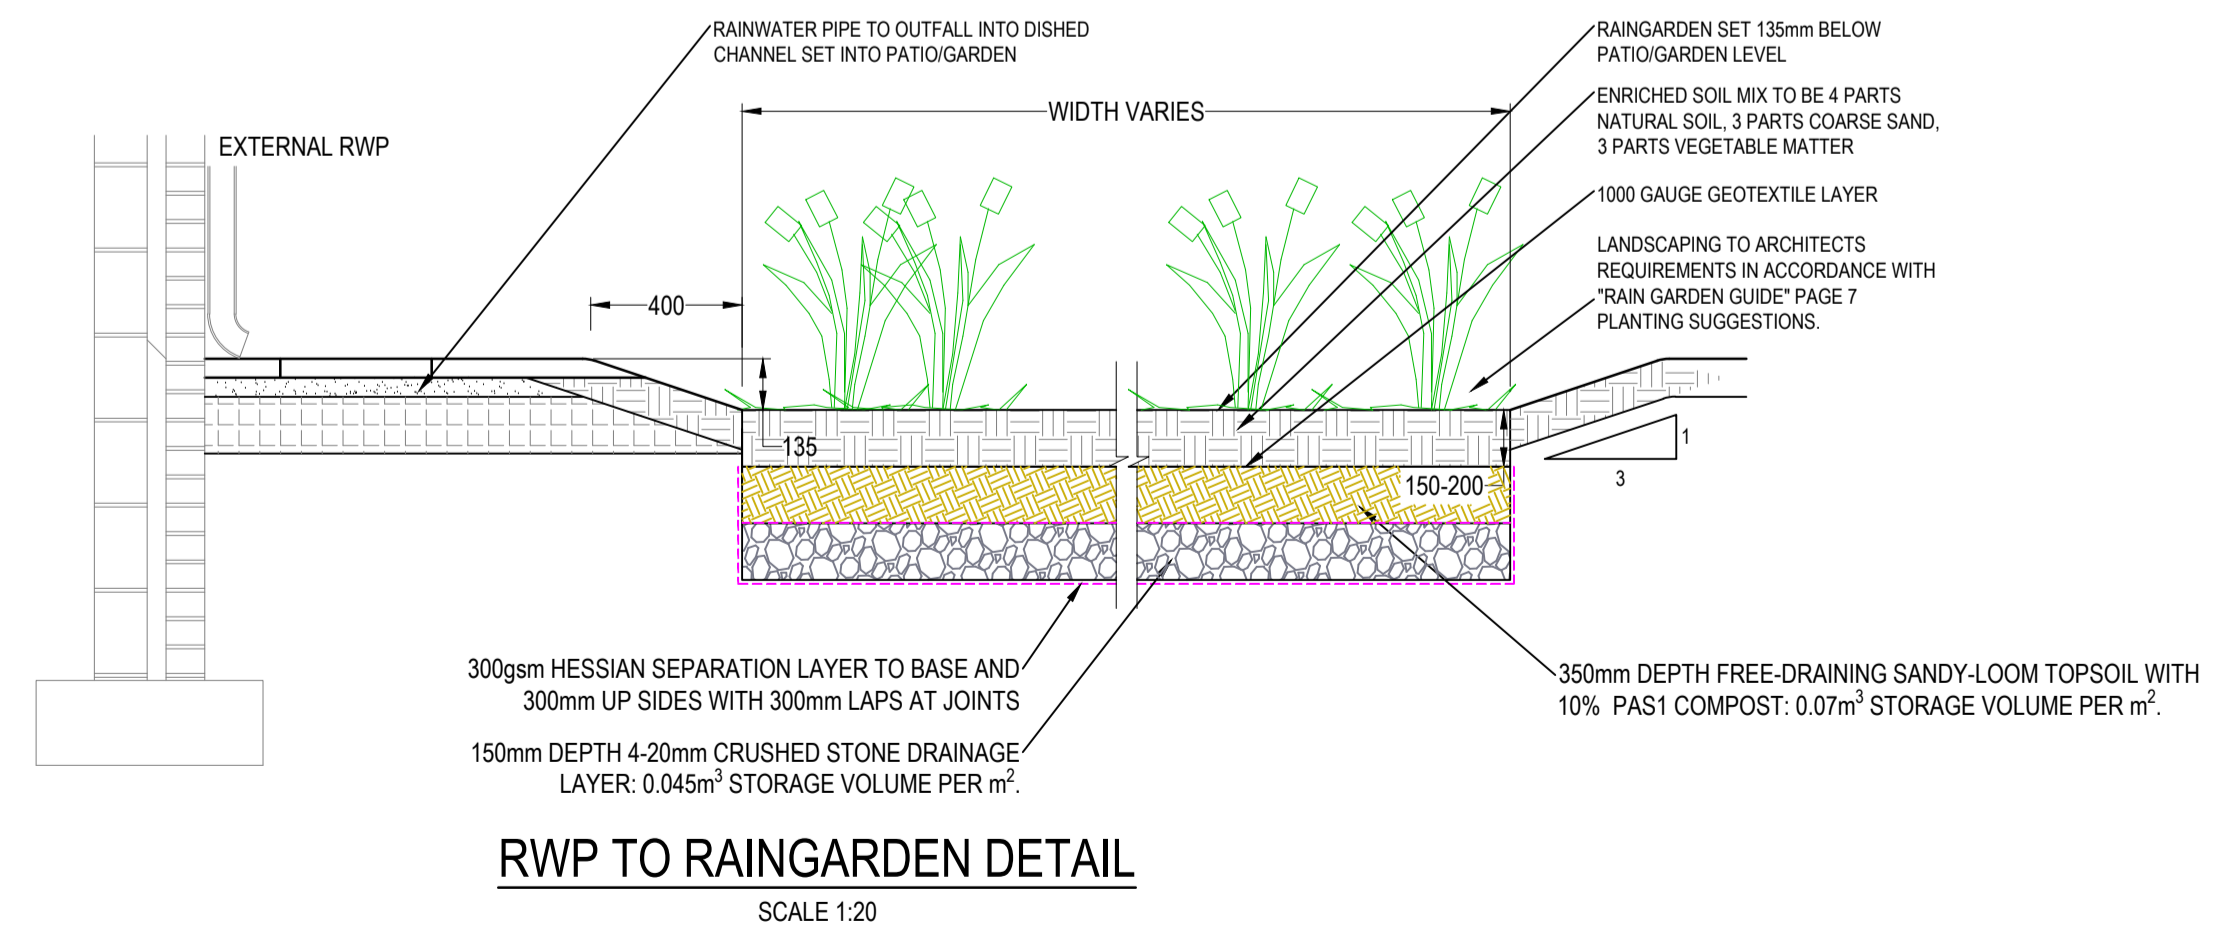 RAINWATER PIPE TO OUTFALL INTO DISHED
CHANNEL SET INTO PATIO/GARDEN
RAINGARDEN SET 135mm BELOW
PATIO/GARDEN LEVEL
WIDTH VARIES
ENRICHED SOIL MIX TO BE 4 PARTS
NATURAL SOIL, 3 PARTS COARSE SAND,
3 PARTS VEGETABLE MATTER
EXTERNAL RWP
1000 GAUGE GEOTEXTILE LAYER
LANDSCAPING TO ARCHITECTS
REQUIREMENTS IN ACCORDANCE WITH
"RAIN GARDEN GUIDE" PAGE 7
PLANTING SUGGESTIONS.
400
135
1
3
150-200
300gsm HESSIAN SEPARATION LAYER TO BASE AND
300mm UP SIDES WITH 300mm LAPS AT JOINTS
350mm DEPTH FREE-DRAINING SANDY-LOOM TOPSOIL WITH
10% PAS1 COMPOST: 0.07m³ STORAGE VOLUME PER m².
150mm DEPTH 4-20mm CRUSHED STONE DRAINAGE
LAYER: 0.045m³ STORAGE VOLUME PER m².
RWP TO RAINGARDEN DETAIL
SCALE 1:20